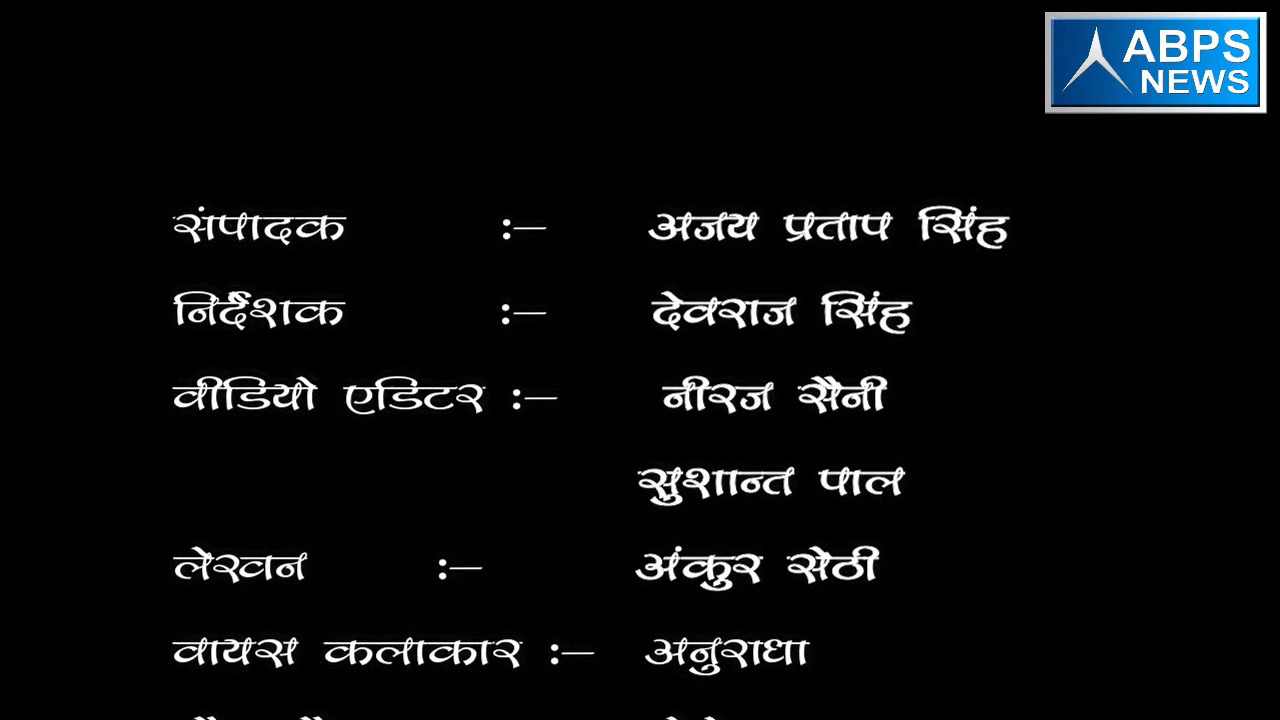 ABPS
NEWS
संपादक :- अजय प्रताप सिंह
निर्देशक :- देवराज सिंह
वीडियो एडिटर :- नीरज सैनी
सुशान्त पाल
लेखन :- अंकुर सेठी
वायस कलाकार :- अनुराधा